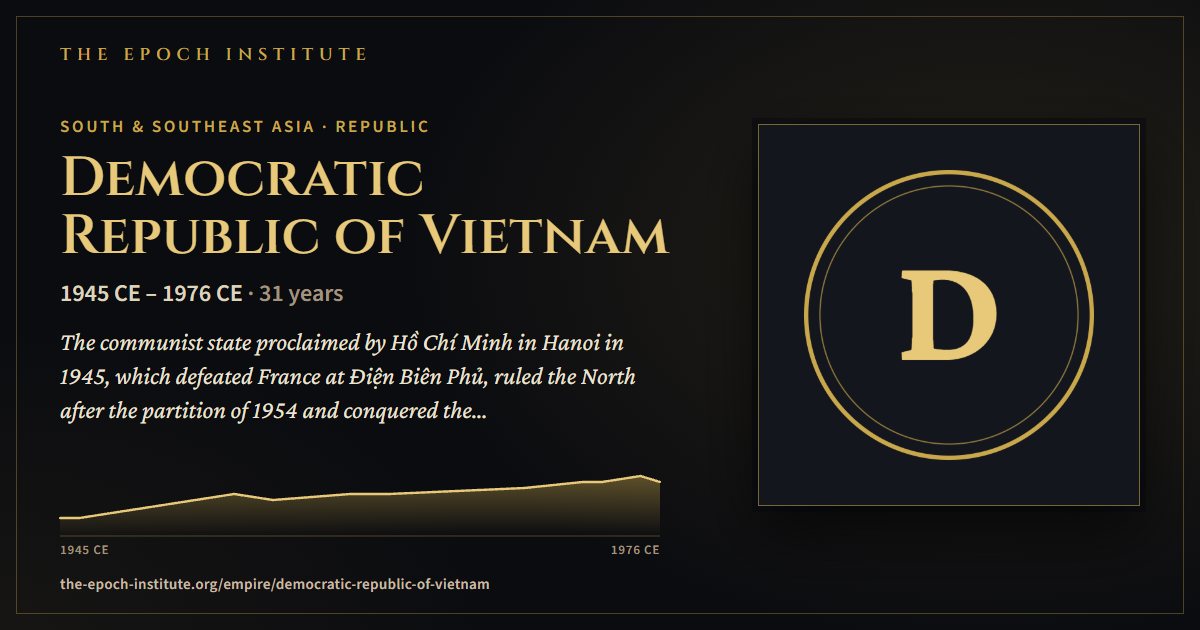 THE EPOCH INSTITUTE
SOUTH & SOUTHEAST ASIA · REPUBLIC
DEMOCRATIC
REPUBLIC OF VIETNAM
1945 CE – 1976 CE · 31 years
The communist state proclaimed by Hồ Chí Minh in Hanoi in
1945, which defeated France at Điện Biên Phủ, ruled the North
after the partition of 1954 and conquered the...
D
1945 CE
1976 CE
the-epoch-institute.org/empire/democratic-republic-of-vietnam